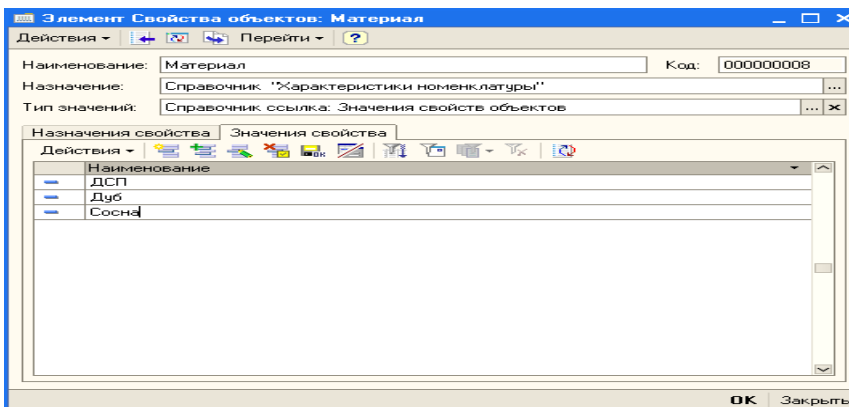 Элемент Свойства объектов: Материал
Действия Перейти ?
Наименование: Материал Код: 000000008
Назначение: Справочник "Характеристики номенклатуры" ...
Тип значений: Справочник ссылка: Значения свойств объектов ... ×
Назначения свойства Значения свойства
Действия
Наименование
ДСП
Дуб
Сосна
OK Закрыть